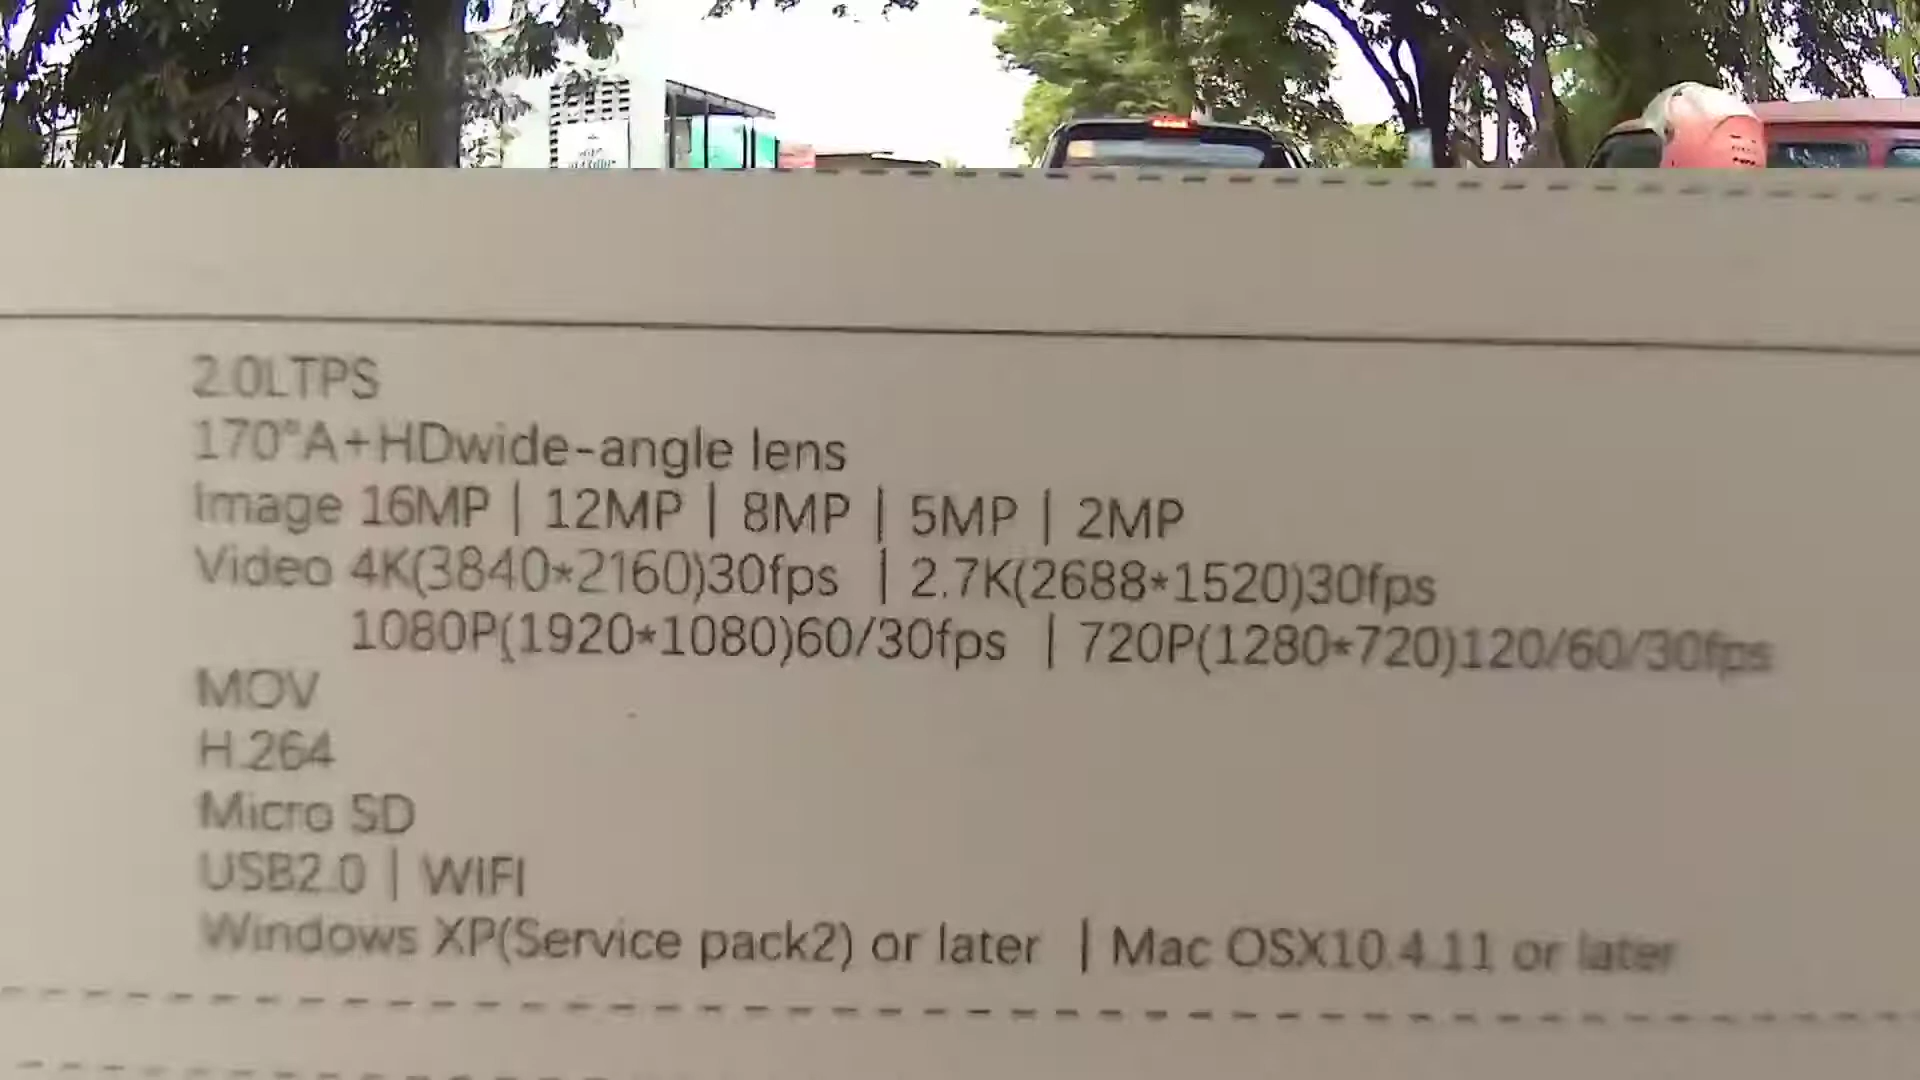 2.0LTPS
170°A+HDwide-angle lens
Image 16MP | 12MP | 8MP | 5MP | 2MP
Video 4K(3840*2160)30fps | 2.7K(2688*1520)30fps
1080P(1920*1080)60/30fps | 720P(1280*720)120/60/30fps
MOV
H.264
Micro SD
USB2.0 | WIFI
Windows XP(Service pack2) or later | Mac OSX10.4.11 or later